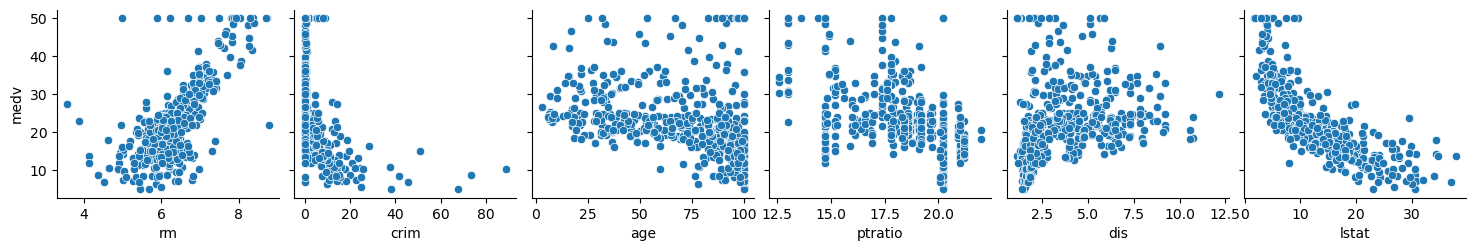 50
40
30
20
10
medv
4 6 8
rm
0 20 40 60 80
crim
0 25 50 75 100
age
12.5 15.0 17.5 20.0
ptratio
2.5 5.0 7.5 10.0 12.5
dis
0 10 20 30
lstat